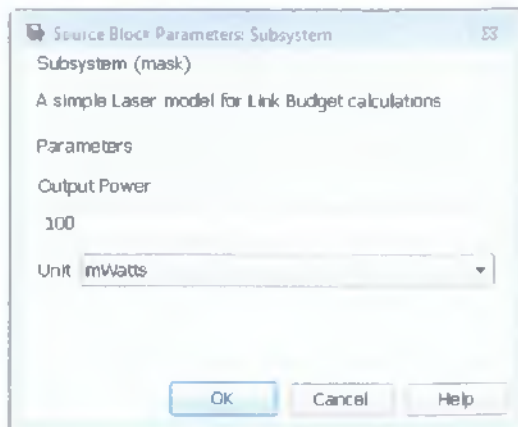 Source Block Parameters: Subsystem
Subsystem (mask)
A simple Laser model for Link Budget calculations
Parameters
Output Power
100
Unit mWatts
OK Cancel Help